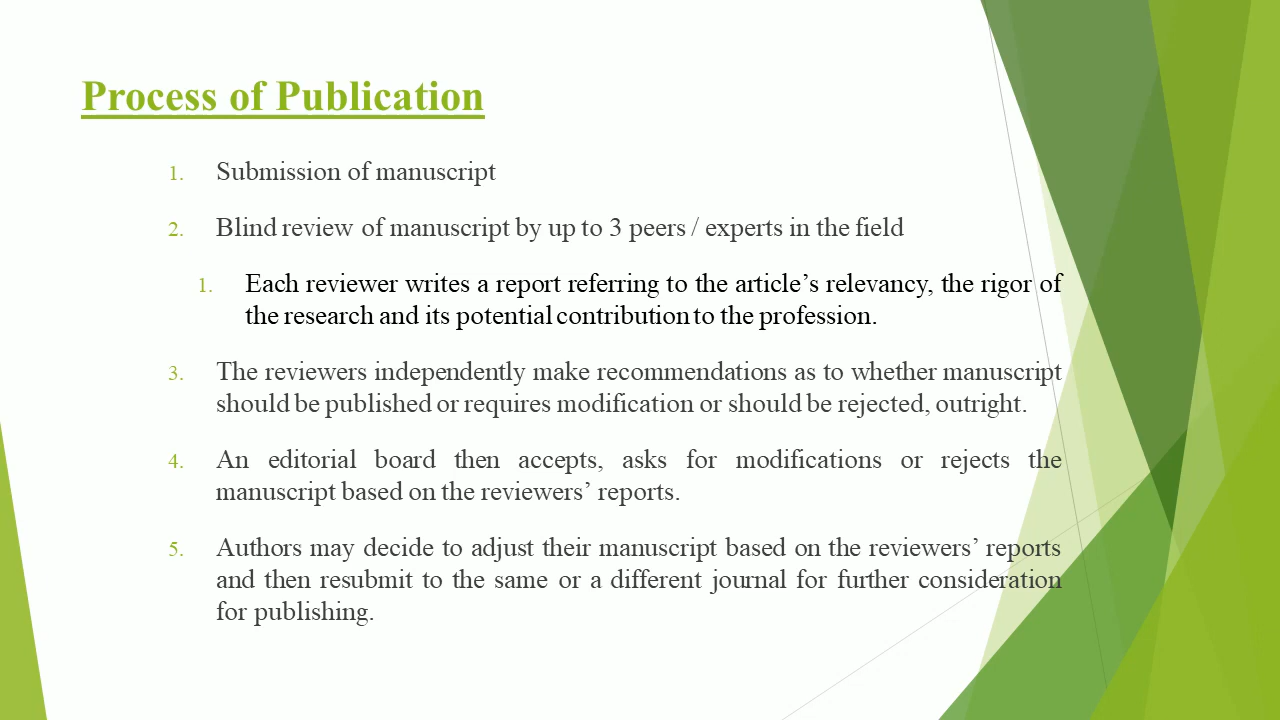 Process of Publication
1. Submission of manuscript
2. Blind review of manuscript by up to 3 peers / experts in the field
1. Each reviewer writes a report referring to the article’s relevancy, the rigor of
the research and its potential contribution to the profession.
3. The reviewers independently make recommendations as to whether manuscript
should be published or requires modification or should be rejected, outright.
4. An editorial board then accepts, asks for modifications or rejects the
manuscript based on the reviewers’ reports.
5. Authors may decide to adjust their manuscript based on the reviewers’ reports
and then resubmit to the same or a different journal for further consideration
for publishing.